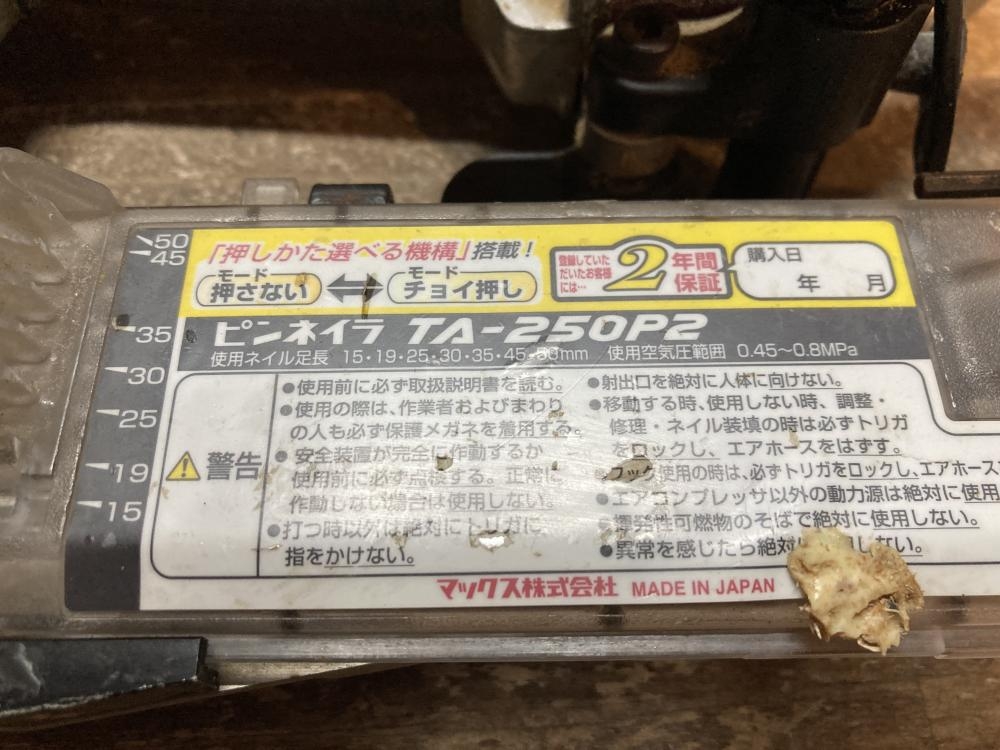 50
45
35
30
25
19
15
「押しかた選べる機構」搭載！
モード
押さない
モード
チョイ押し
登録していた
だいたお客様
には…
2年間
保証
購入日
年 月
ピンネイラ TA-250P2
使用ネイル足長 15・19・25・30・35・45・50mm 使用空気圧範囲 0.45～0.8MPa
警告
●使用前に必ず取扱説明書を読む。
●使用の際は、作業者およびまわり
の人も必ず保護メガネを着用する。
●安全装置が完全に作動するか
使用前に必ず点検する。正常に
作動しない場合は使用しない。
●打つ時以外は絶対にトリガに
指をかけない。
●射出口を絶対に人体に向けない。
●移動する時、使用しない時、調整・
修理・ネイル装填の時は必ずトリガ
をロックし、エアホースをはずす。
●フック使用の時は、必ずトリガをロックし、エアホース
●エアコンプレッサ以外の動力源は絶対に使用
●揮発性可燃物のそばで絶対に使用しない。
●異常を感じたら絶対に しない。
マックス株式会社 MADE IN JAPAN